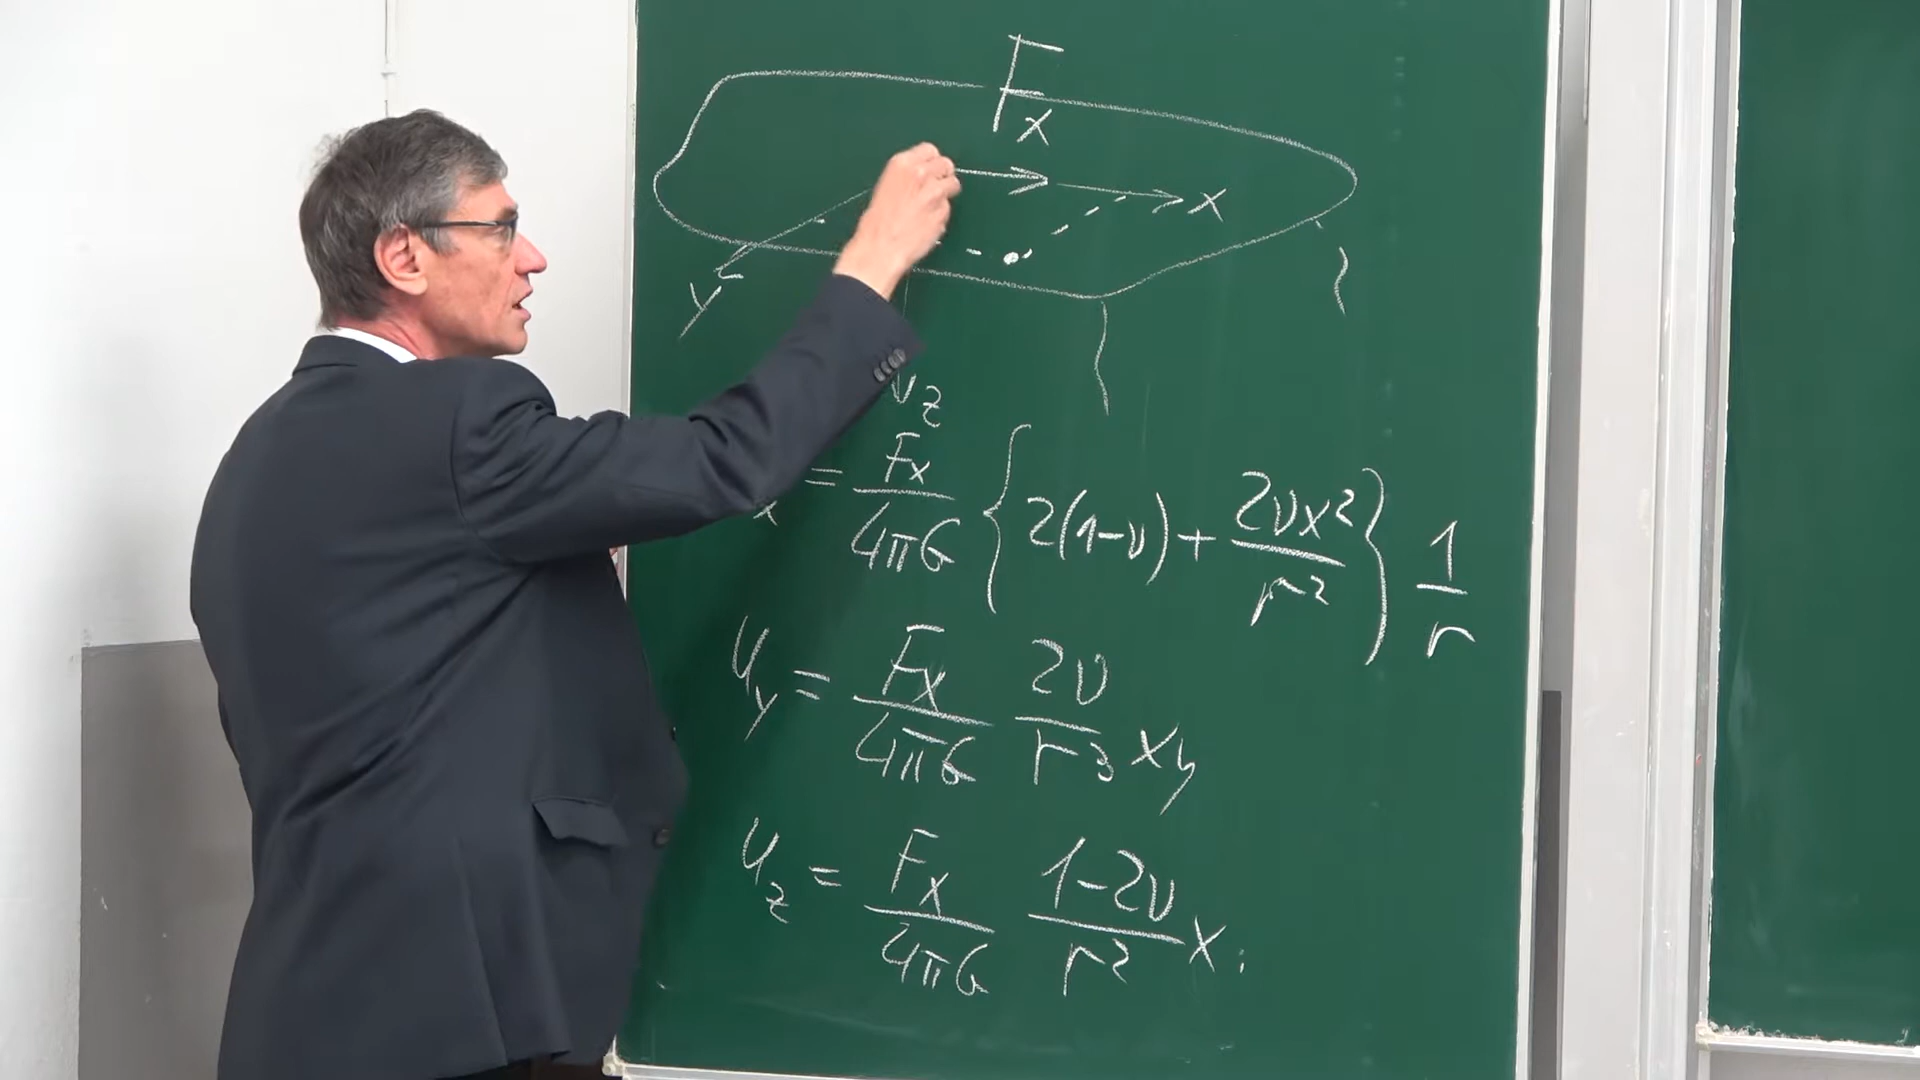 F_x
x
y
z
x = F_x/4πG {2(1-ν) + 2νx²/r²} 1/r
u_y = F_x/4πG 2ν/r³ xy
u_z = F_x/4πG 1-2ν/r² x.